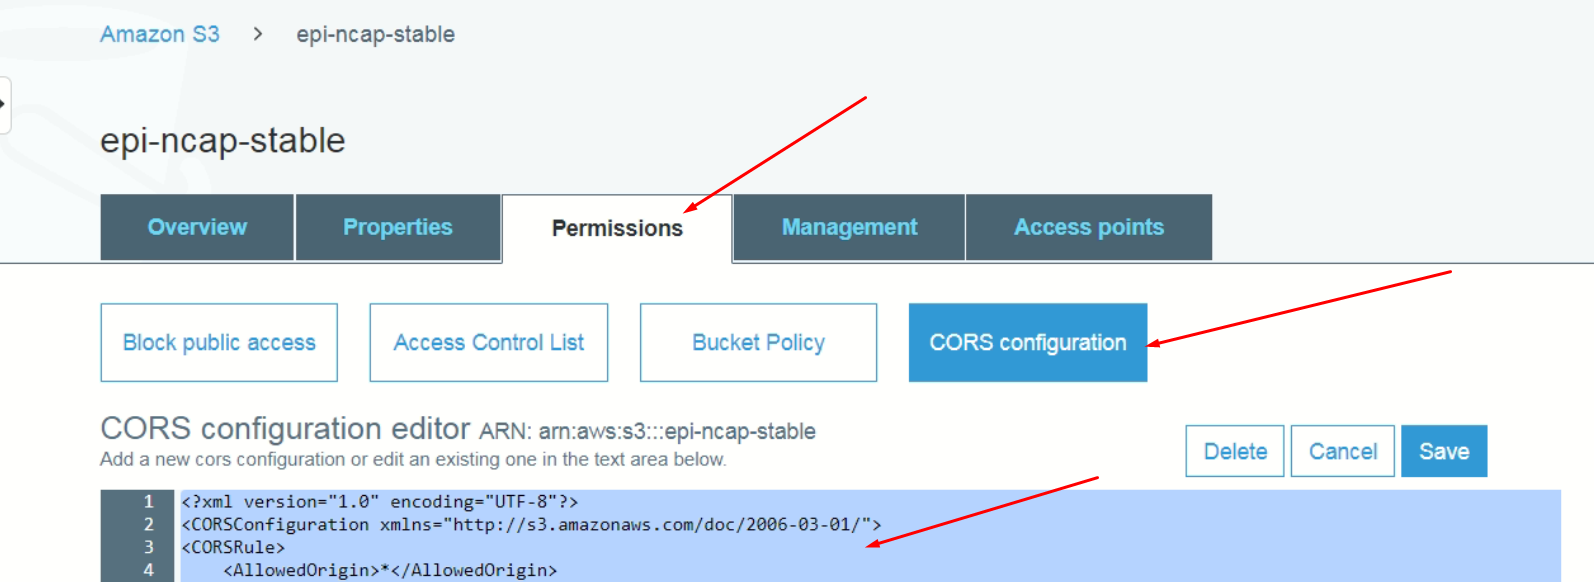 Amazon S3 > epi-ncap-stable
epi-ncap-stable
Overview Properties Permissions Management Access points
Block public access Access Control List Bucket Policy CORS configuration
CORS configuration editor ARN: arn:aws:s3:::epi-ncap-stable
Add a new cors configuration or edit an existing one in the text area below.
Delete Cancel Save
1 <?xml version="1.0" encoding="UTF-8"?>
2 <CORSConfiguration xmlns="http://s3.amazonaws.com/doc/2006-03-01/">
3 <CORSRule>
4     <AllowedOrigin>*</AllowedOrigin>